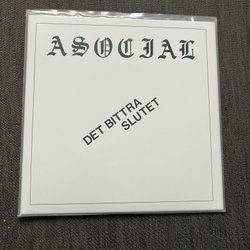 ASOCIAL
DET BITTRA
SLUTET